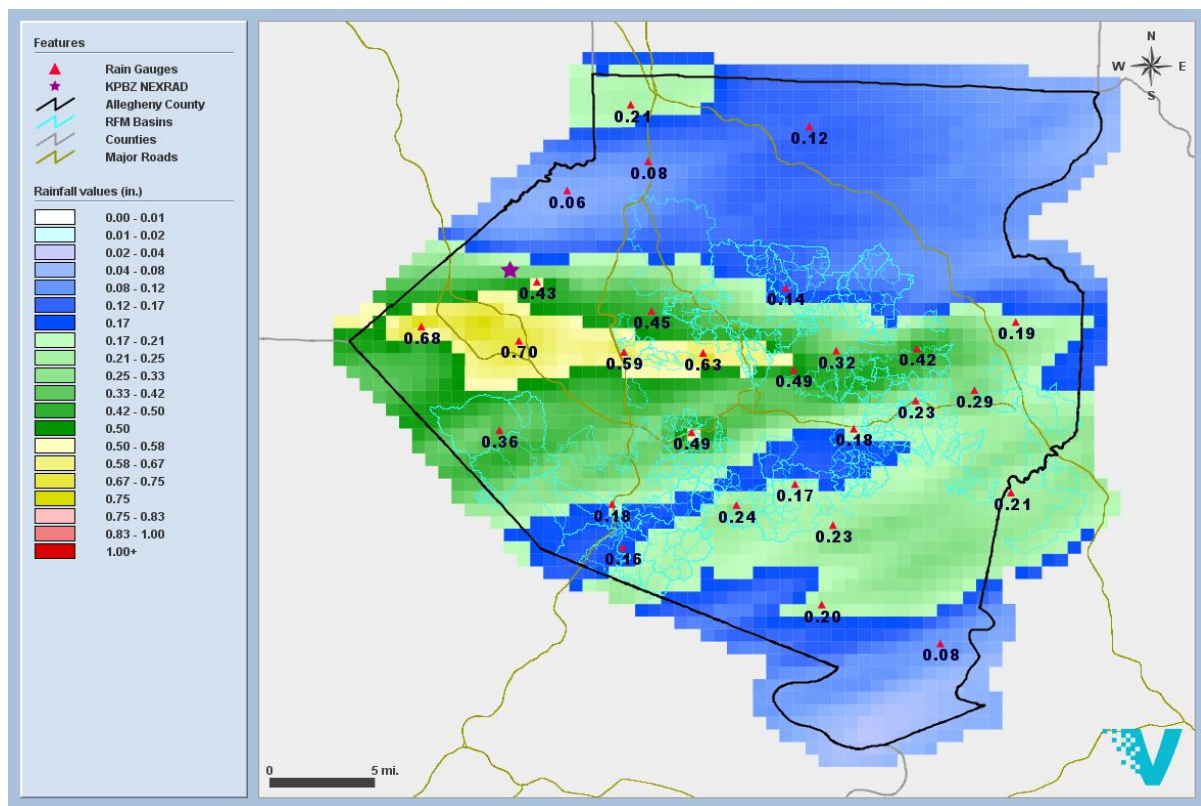 Features
Rain Gauges
KPBZ NEXRAD
Allegheny County
RFM Basins
Counties
Major Roads
Rainfall values (in.)
0.00 - 0.01
0.01 - 0.02
0.02 - 0.04
0.04 - 0.08
0.08 - 0.12
0.12 - 0.17
0.17
0.17 - 0.21
0.21 - 0.25
0.25 - 0.33
0.33 - 0.42
0.42 - 0.50
0.50
0.50 - 0.58
0.58 - 0.67
0.67 - 0.75
0.75
0.75 - 0.83
0.83 - 1.00
1.00+
N
W E
S
0.21
0.12
0.08
0.06
0.43
0.14
0.45
0.19
0.68
0.70
0.59
0.63
0.32
0.42
0.49
0.29
0.23
0.18
0.36
0.49
0.17
0.21
0.18
0.24
0.23
0.16
0.20
0.08
0 5 mi.
V